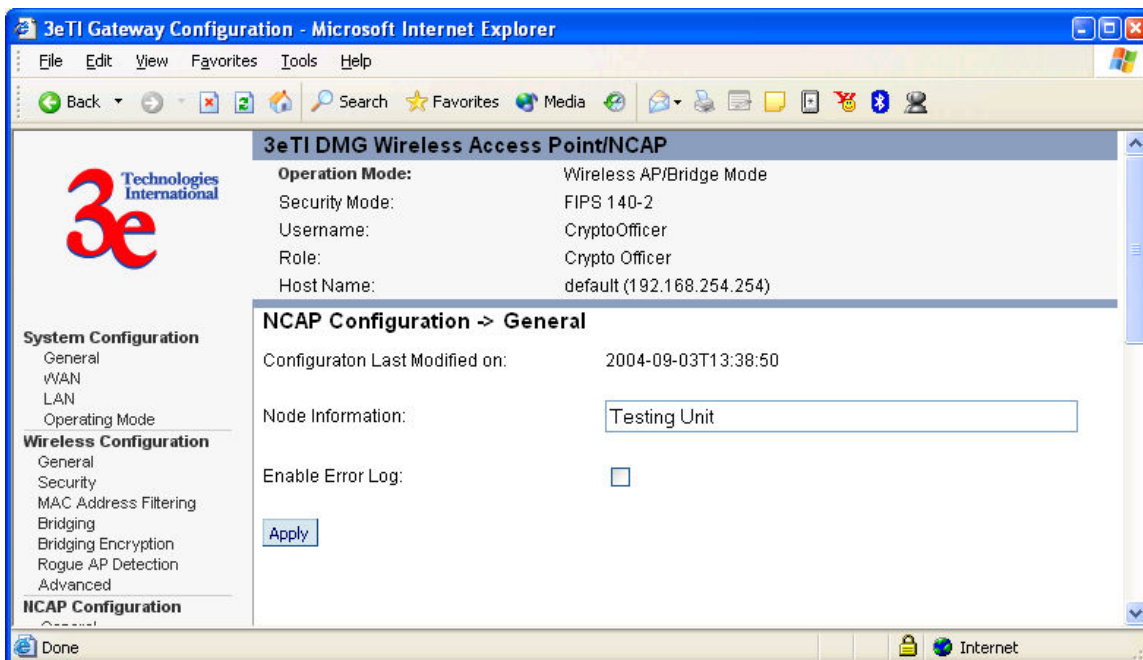 3eTI Gateway Configuration - Microsoft Internet Explorer
File Edit View Favorites Tools Help
Back Search Favorites Media
3e Technologies International
System Configuration
General
WAN
LAN
Operating Mode
Wireless Configuration
General
Security
MAC Address Filtering
Bridging
Bridging Encryption
Rogue AP Detection
Advanced
NCAP Configuration
3eTI DMG Wireless Access Point/NCAP
Operation Mode: Wireless AP/Bridge Mode
Security Mode: FIPS 140-2
Username: CryptoOfficer
Role: Crypto Officer
Host Name: default (192.168.254.254)
NCAP Configuration -> General
Configuraton Last Modified on: 2004-09-03T13:38:50
Node Information: Testing Unit
Enable Error Log:
Apply
Done Internet